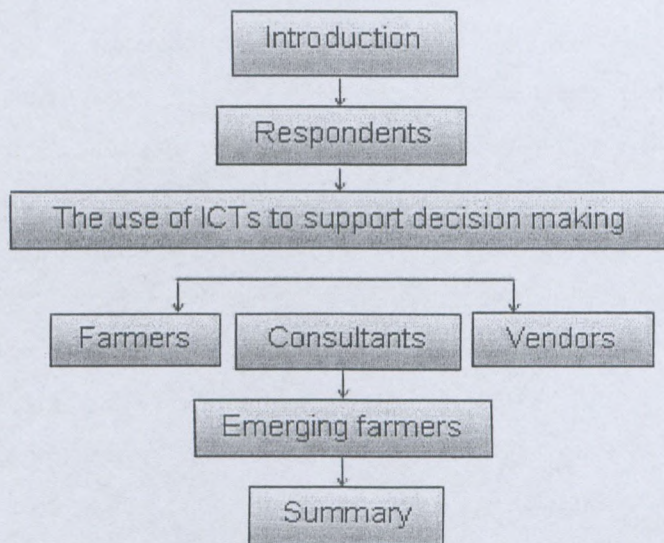 Introduction
Respondents
The use of ICTs to support decision making
Farmers
Consultants
Vendors
Emerging farmers
Summary